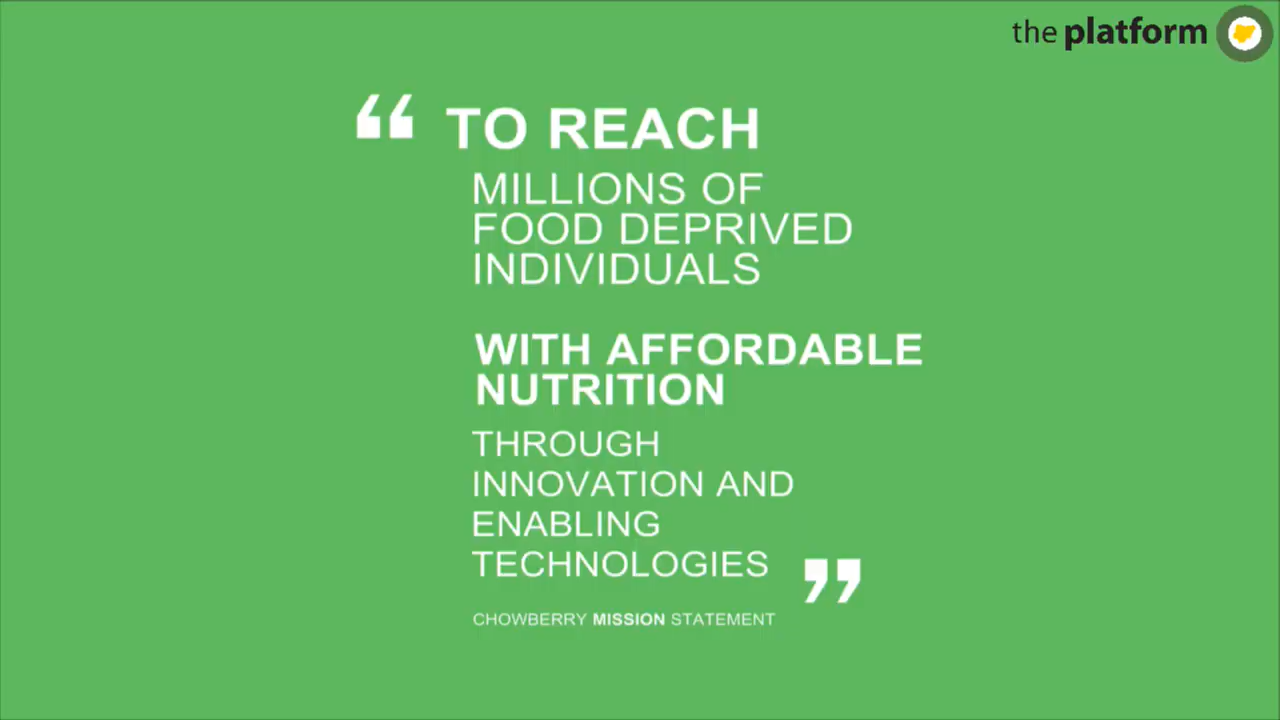 the platform
“ TO REACH
MILLIONS OF
FOOD DEPRIVED
INDIVIDUALS
WITH AFFORDABLE
NUTRITION
THROUGH
INNOVATION AND
ENABLING
TECHNOLOGIES ”
CHOWBERRY MISSION STATEMENT